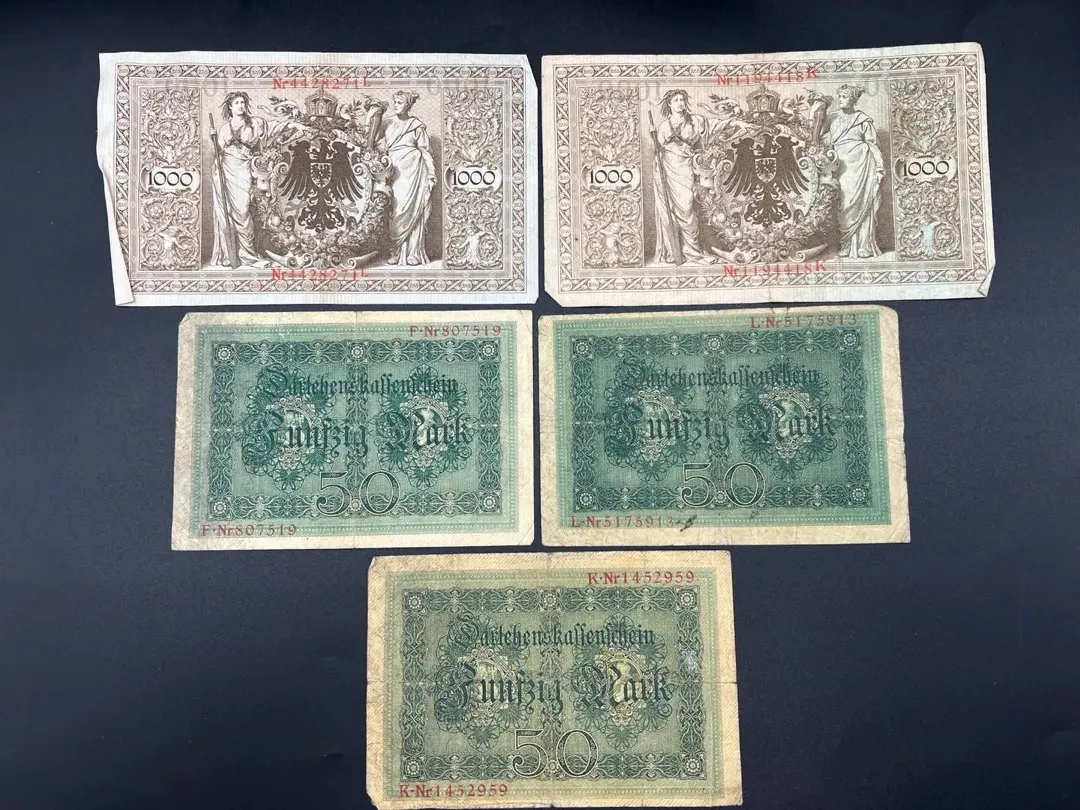 Nr4428271L
1000
1000
Nr4428271L
Nr1194418K
1000
1000
Nr1194418K
F·Nr807519
Darlehenskassenschein
Fünfzig Mark
50
F·Nr807519
L·Nr5175913
Darlehenskassenschein
Fünfzig Mark
50
L·Nr5175913
K·Nr1452959
Darlehenskassenschein
Fünfzig Mark
50
K·Nr1452959